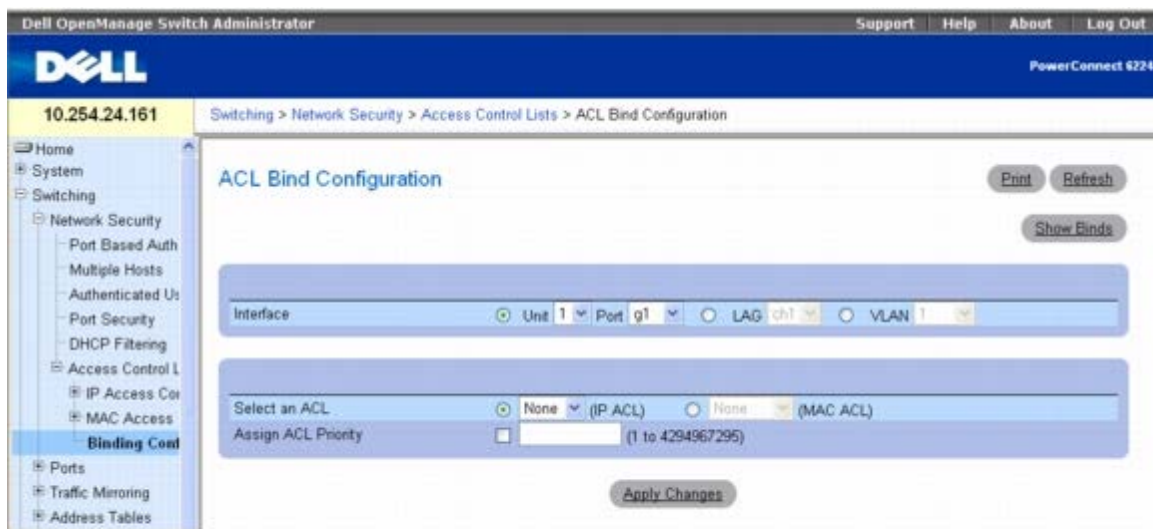 Dell OpenManage Switch Administrator Support Help About Log Out
DELL PowerConnect 6224
10.254.24.161 Switching > Network Security > Access Control Lists > ACL Bind Configuration
Home
System
Switching
Network Security
Port Based Auth
Multiple Hosts
Authenticated Us
Port Security
DHCP Filtering
Access Control L
IP Access Con
MAC Access
Binding Conf
Ports
Traffic Mirroring
Address Tables
ACL Bind Configuration Print Refresh
Show Binds
Interface Unit 1 Port g1 LAG ch1 VLAN 1
Select an ACL None (IP ACL) None (MAC ACL)
Assign ACL Priority (1 to 4294967295)
Apply Changes